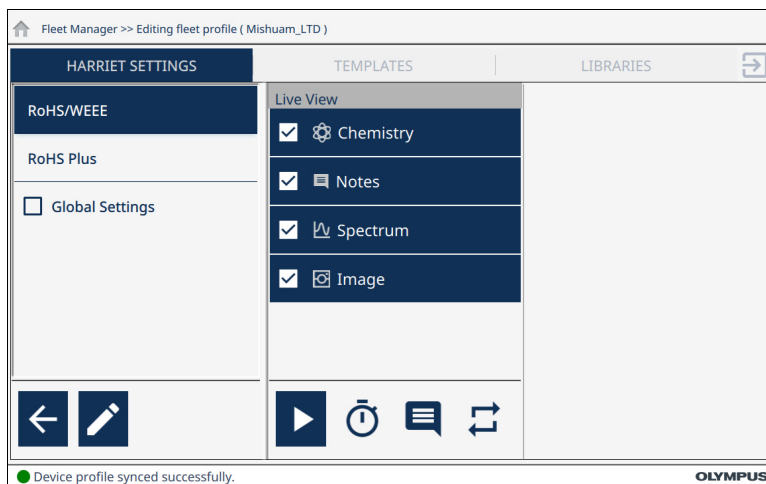 Fleet Manager >> Editing fleet profile ( Mishuam_LTD )
HARRIET SETTINGS
TEMPLATES
LIBRARIES
RoHS/WEEE
RoHS Plus
Global Settings
Live View
Chemistry
Notes
Spectrum
Image
Device profile synced successfully.
OLYMPUS